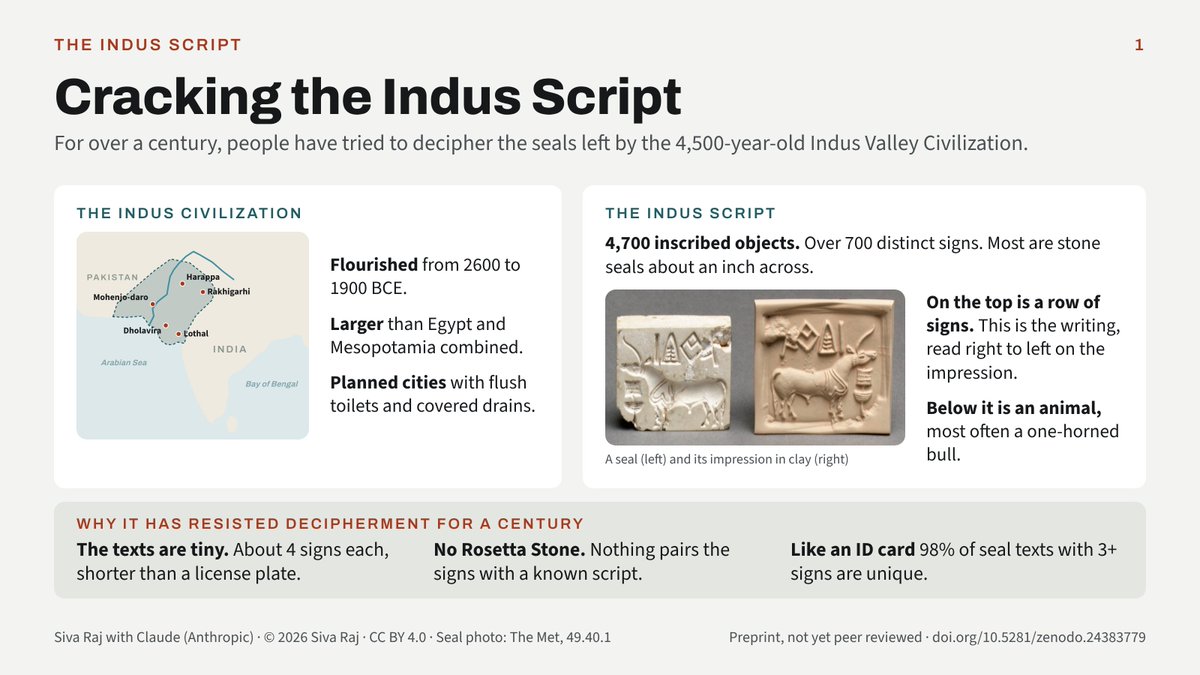 THE INDUS SCRIPT
1
Cracking the Indus Script
For over a century, people have tried to decipher the seals left by the 4,500-year-old Indus Valley Civilization.
THE INDUS CIVILIZATION
PAKISTAN
Harappa
Rakhigarhi
Mohenjo-daro
Dholavira
Lothal
INDIA
Arabian Sea
Bay of Bengal
Flourished from 2600 to
1900 BCE.
Larger than Egypt and
Mesopotamia combined.
Planned cities with flush
toilets and covered drains.
THE INDUS SCRIPT
4,700 inscribed objects. Over 700 distinct signs. Most are stone
seals about an inch across.
A seal (left) and its impression in clay (right)
On the top is a row of
signs. This is the writing,
read right to left on the
impression.
Below it is an animal,
most often a one-horned
bull.
WHY IT HAS RESISTED DECIPHERMENT FOR A CENTURY
The texts are tiny. About 4 signs each,
shorter than a license plate.
No Rosetta Stone. Nothing pairs the
signs with a known script.
Like an ID card 98% of seal texts with 3+
signs are unique.
Siva Raj with Claude (Anthropic) · © 2026 Siva Raj · CC BY 4.0 · Seal photo: The Met, 49.40.1
Preprint, not yet peer reviewed · doi.org/10.5281/zenodo.24383779